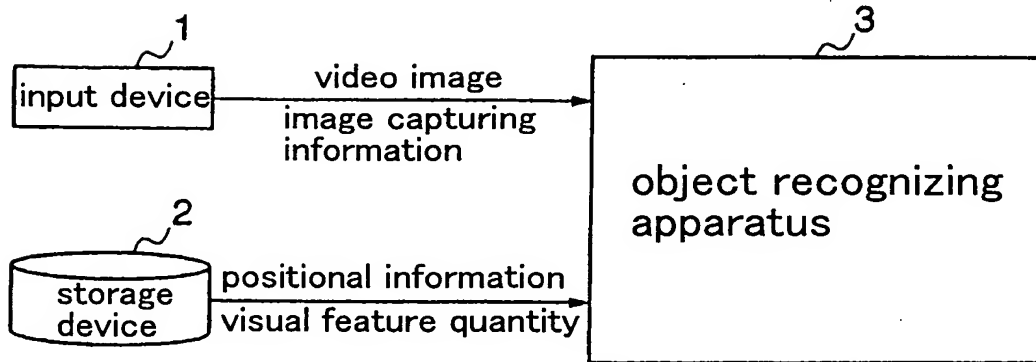 1
input device
video image
image capturing
information
3
object recognizing
apparatus
2
storage
device
positional information
visual feature quantity